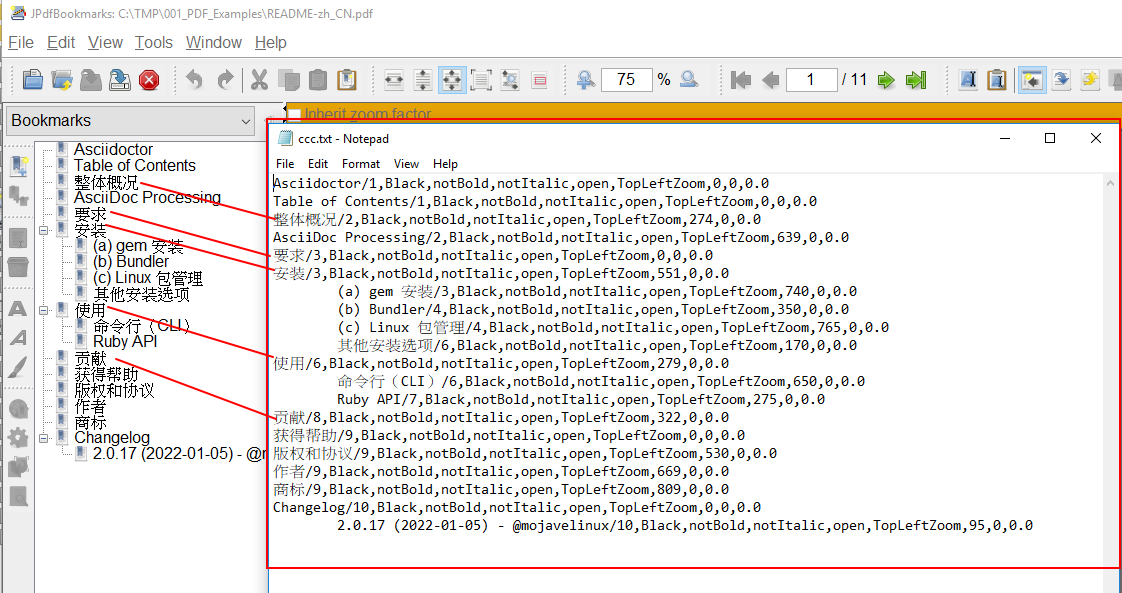 JPdfBookmarks: C:\TMP\001_PDF_Examples\README-zh_CN.pdf
File Edit View Tools Window Help
75 % 1 / 11
Bookmarks
Inherit zoom factor
Asciidoctor
Table of Contents
整体概况
AsciiDoc Processing
要求
安装
(a) gem 安装
(b) Bundler
(c) Linux 包管理
其他安装选项
使用
命令行（CLI）
Ruby API
贡献
获得帮助
版权和协议
作者
商标
Changelog
2.0.17 (2022-01-05) - @
ccc.txt - Notepad
File Edit Format View Help
Asciidoctor/1,Black,notBold,notItalic,open,TopLeftZoom,0,0,0.0
Table of Contents/1,Black,notBold,notItalic,open,TopLeftZoom,0,0,0.0
整体概况/2,Black,notBold,notItalic,open,TopLeftZoom,274,0,0.0
AsciiDoc Processing/2,Black,notBold,notItalic,open,TopLeftZoom,639,0,0.0
要求/3,Black,notBold,notItalic,open,TopLeftZoom,0,0,0.0
安装/3,Black,notBold,notItalic,open,TopLeftZoom,551,0,0.0
(a) gem 安装/3,Black,notBold,notItalic,open,TopLeftZoom,740,0,0.0
(b) Bundler/4,Black,notBold,notItalic,open,TopLeftZoom,350,0,0.0
(c) Linux 包管理/4,Black,notBold,notItalic,open,TopLeftZoom,765,0,0.0
其他安装选项/6,Black,notBold,notItalic,open,TopLeftZoom,170,0,0.0
使用/6,Black,notBold,notItalic,open,TopLeftZoom,279,0,0.0
命令行（CLI）/6,Black,notBold,notItalic,open,TopLeftZoom,650,0,0.0
Ruby API/7,Black,notBold,notItalic,open,TopLeftZoom,275,0,0.0
贡献/8,Black,notBold,notItalic,open,TopLeftZoom,322,0,0.0
获得帮助/9,Black,notBold,notItalic,open,TopLeftZoom,0,0,0.0
版权和协议/9,Black,notBold,notItalic,open,TopLeftZoom,530,0,0.0
作者/9,Black,notBold,notItalic,open,TopLeftZoom,669,0,0.0
商标/9,Black,notBold,notItalic,open,TopLeftZoom,809,0,0.0
Changelog/10,Black,notBold,notItalic,open,TopLeftZoom,0,0,0.0
2.0.17 (2022-01-05) - @mojavelinux/10,Black,notBold,notItalic,open,TopLeftZoom,95,0,0.0